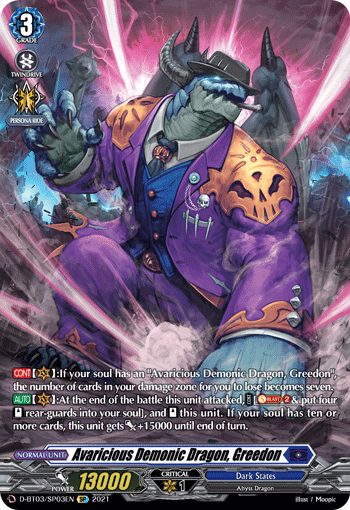 3
GRADE
TWINDRIVE
PERSONA RIDE
CONT【】:If your soul has an "Avaricious Demonic Dragon, Greedon",
the number of cards in your damage zone for you to lose becomes seven.
AUTO【】:At the end of the battle this unit attacked, COST [SOUL BLAST 2 & put four
rear-guards into your soul], and this unit. If your soul has ten or
more cards, this unit gets +15000 until end of turn.
NORMAL UNIT Avaricious Demonic Dragon, Greedon
POWER 13000 CRITICAL 1 Dark States
Abyss Dragon
D-BT03/SP03EN SP 2021 illust / Moopic